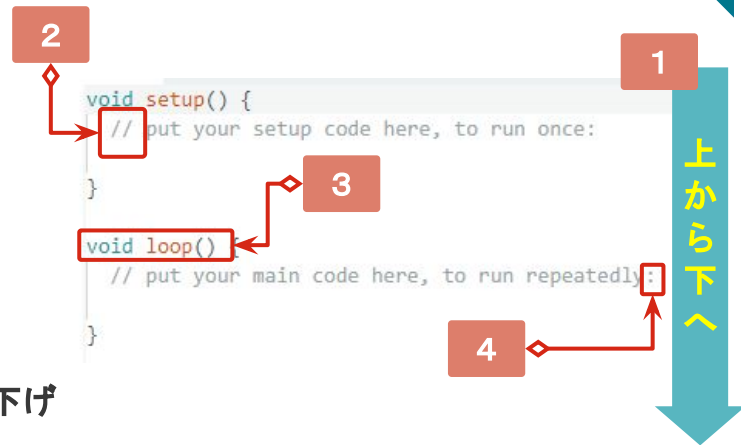 2
1
void setup() {
// put your setup code here, to run once:
}
3
void loop() {
// put your main code here, to run repeatedly:
}
4
上から下へ
下げ